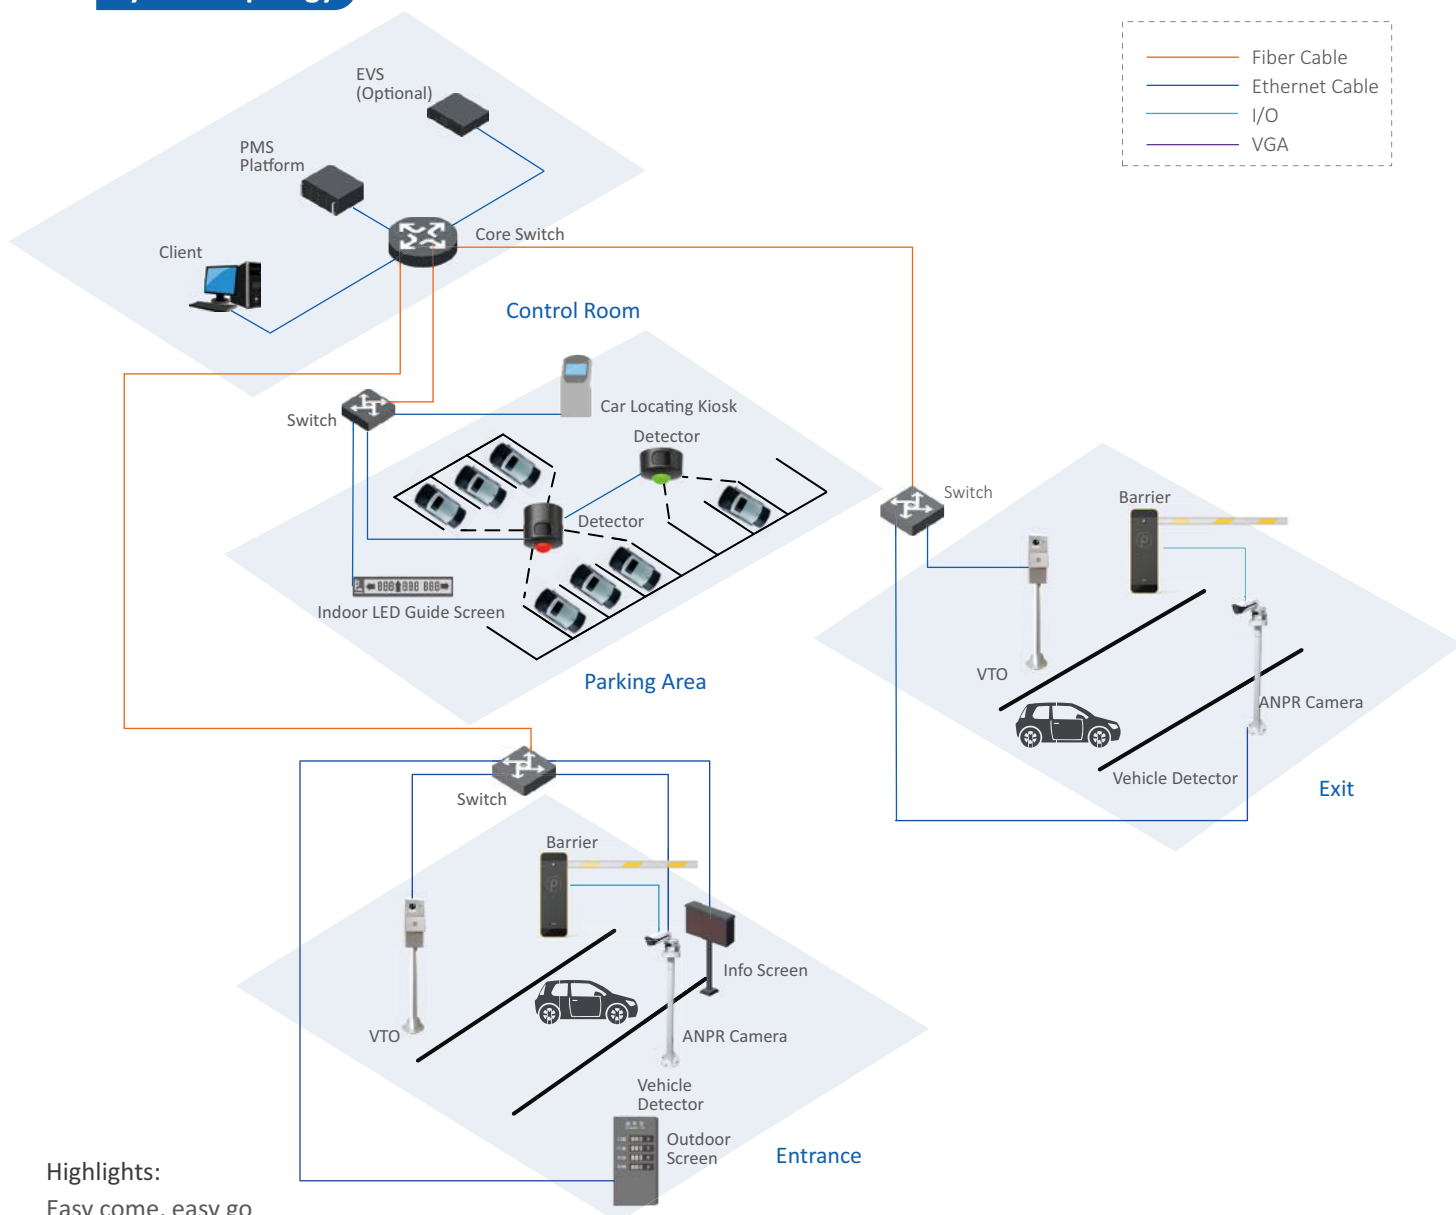 Fiber Cable
Ethernet Cable
I/O
VGA
EVS
(Optional)
PMS
Platform
Core Switch
Client
Control Room
Switch
Car Locating Kiosk
Detector
Detector
Indoor LED Guide Screen
Parking Area
Switch
Barrier
VTO
ANPR Camera
Vehicle Detector
Exit
Switch
Barrier
Info Screen
VTO
ANPR Camera
Vehicle
Detector
Outdoor
Screen
Entrance
Highlights:
Easy come, easy go